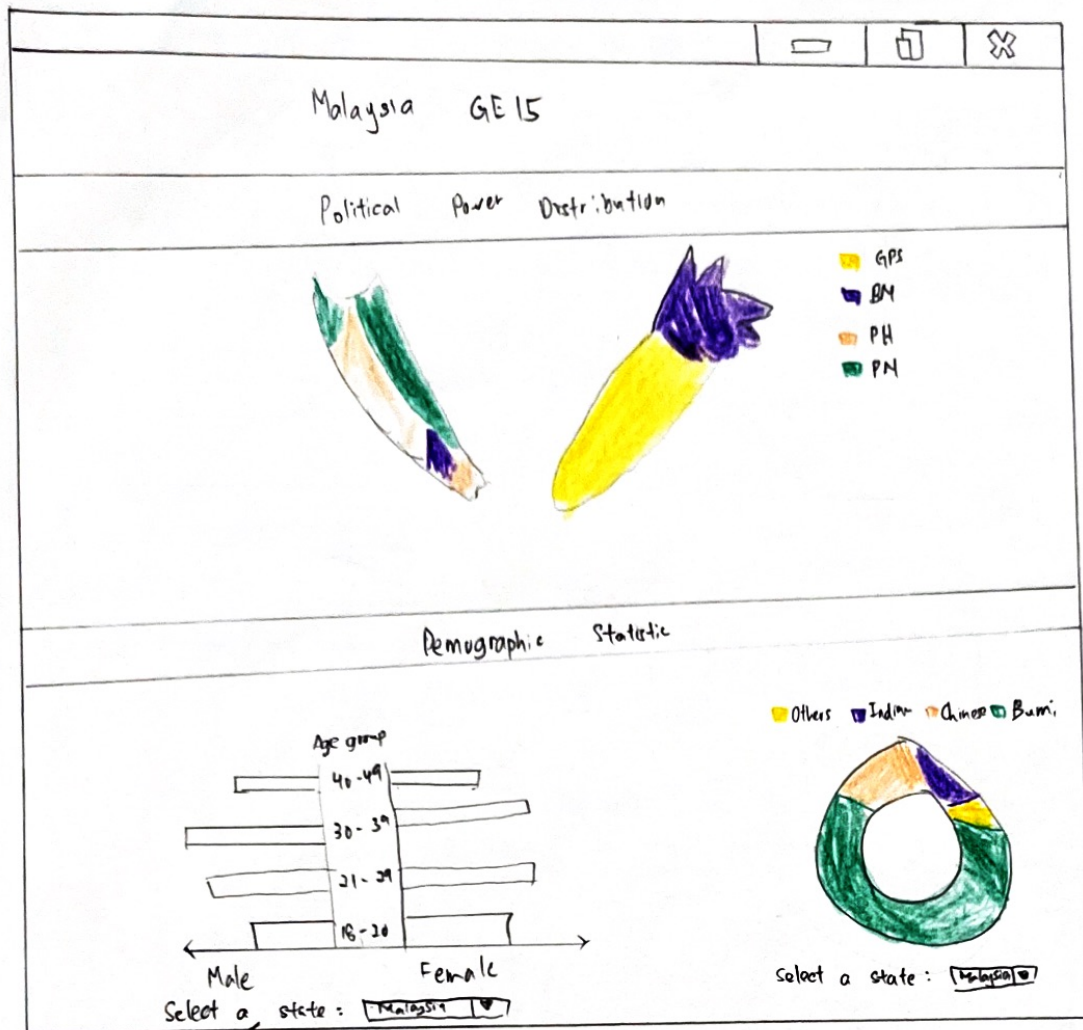 Malaysia GE 15
Political Power Distribution
GPS
BN
PH
PN
Demographic Statistic
Others Indian Chinese Bumi.
Age group
40-49
30-39
21-29
18-20
Male Female
Select a state: Malaysia
Select a state: Malaysia